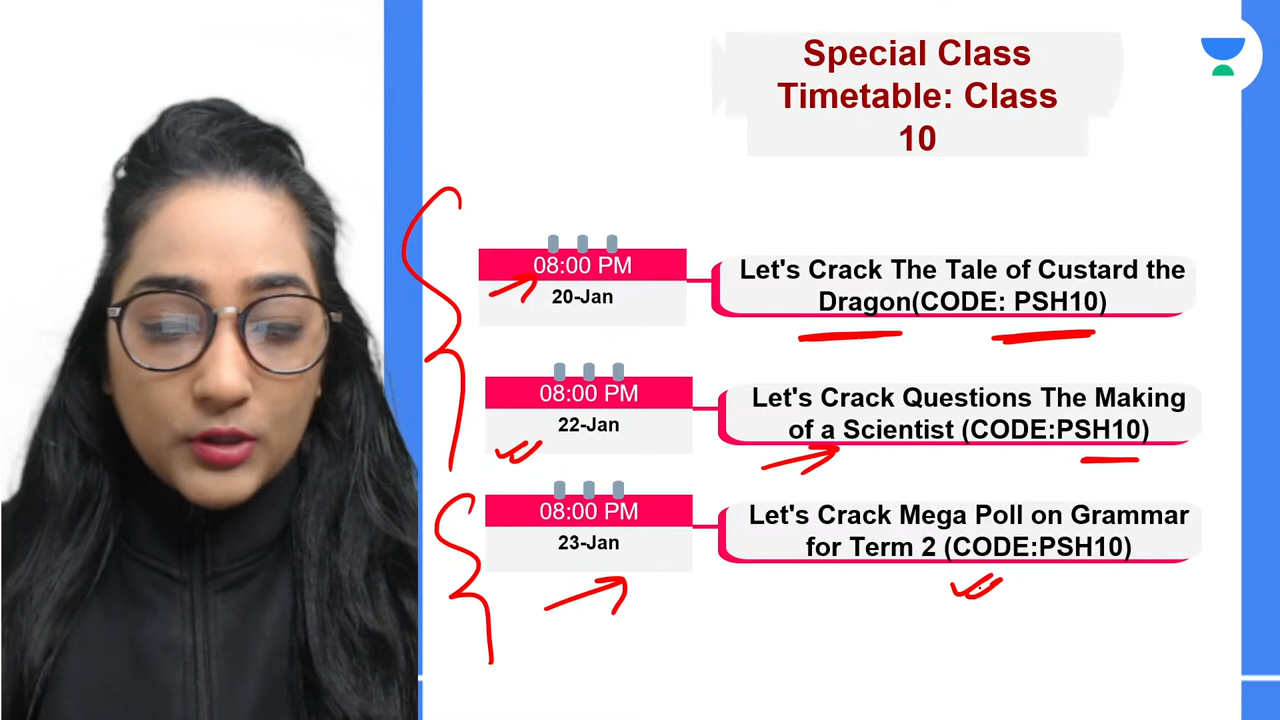 Special Class
Timetable: Class
10
08:00 PM
20-Jan
Let's Crack The Tale of Custard the
Dragon(CODE: PSH10)
08:00 PM
22-Jan
Let's Crack Questions The Making
of a Scientist (CODE:PSH10)
08:00 PM
23-Jan
Let's Crack Mega Poll on Grammar
for Term 2 (CODE:PSH10)